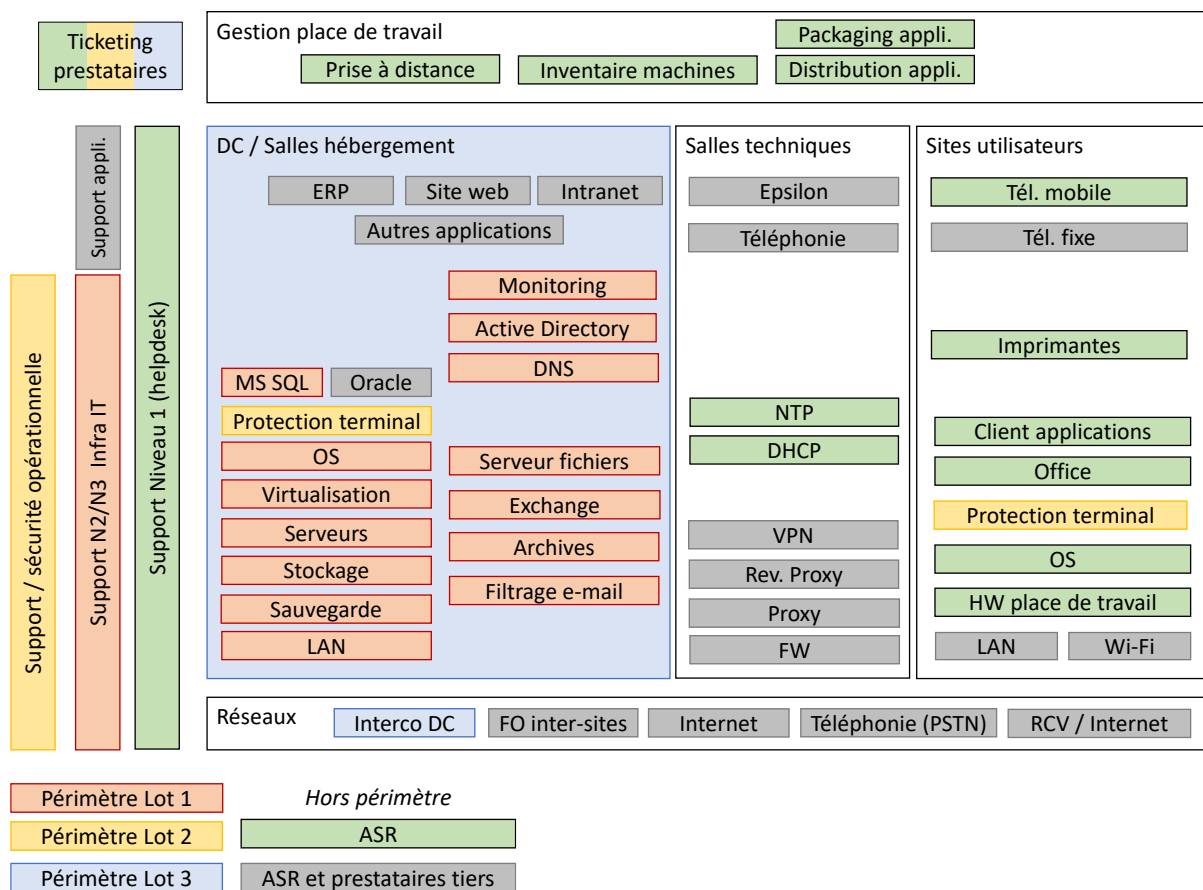 Ticketing
prestataires
Gestion place de travail
Packaging appli.
Prise à distance
Inventaire machines
Distribution appli.
Support / sécurité opérationnelle
Support appli.
Support N2/N3 Infra IT
Support Niveau 1 (helpdesk)
DC / Salles hébergement
ERP
Site web
Intranet
Autres applications
Monitoring
Active Directory
DNS
MS SQL
Oracle
Protection terminal
OS
Virtualisation
Serveurs
Stockage
Sauvegarde
LAN
Serveur fichiers
Exchange
Archives
Filtrage e-mail
Salles techniques
Epsilon
Téléphonie
NTP
DHCP
VPN
Rev. Proxy
Proxy
FW
Sites utilisateurs
Tél. mobile
Tél. fixe
Imprimantes
Client applications
Office
Protection terminal
OS
HW place de travail
LAN
Wi-Fi
Réseaux
Interco DC
FO inter-sites
Internet
Téléphonie (PSTN)
RCV / Internet
Périmètre Lot 1
Périmètre Lot 2
Périmètre Lot 3
Hors périmètre
ASR
ASR et prestataires tiers